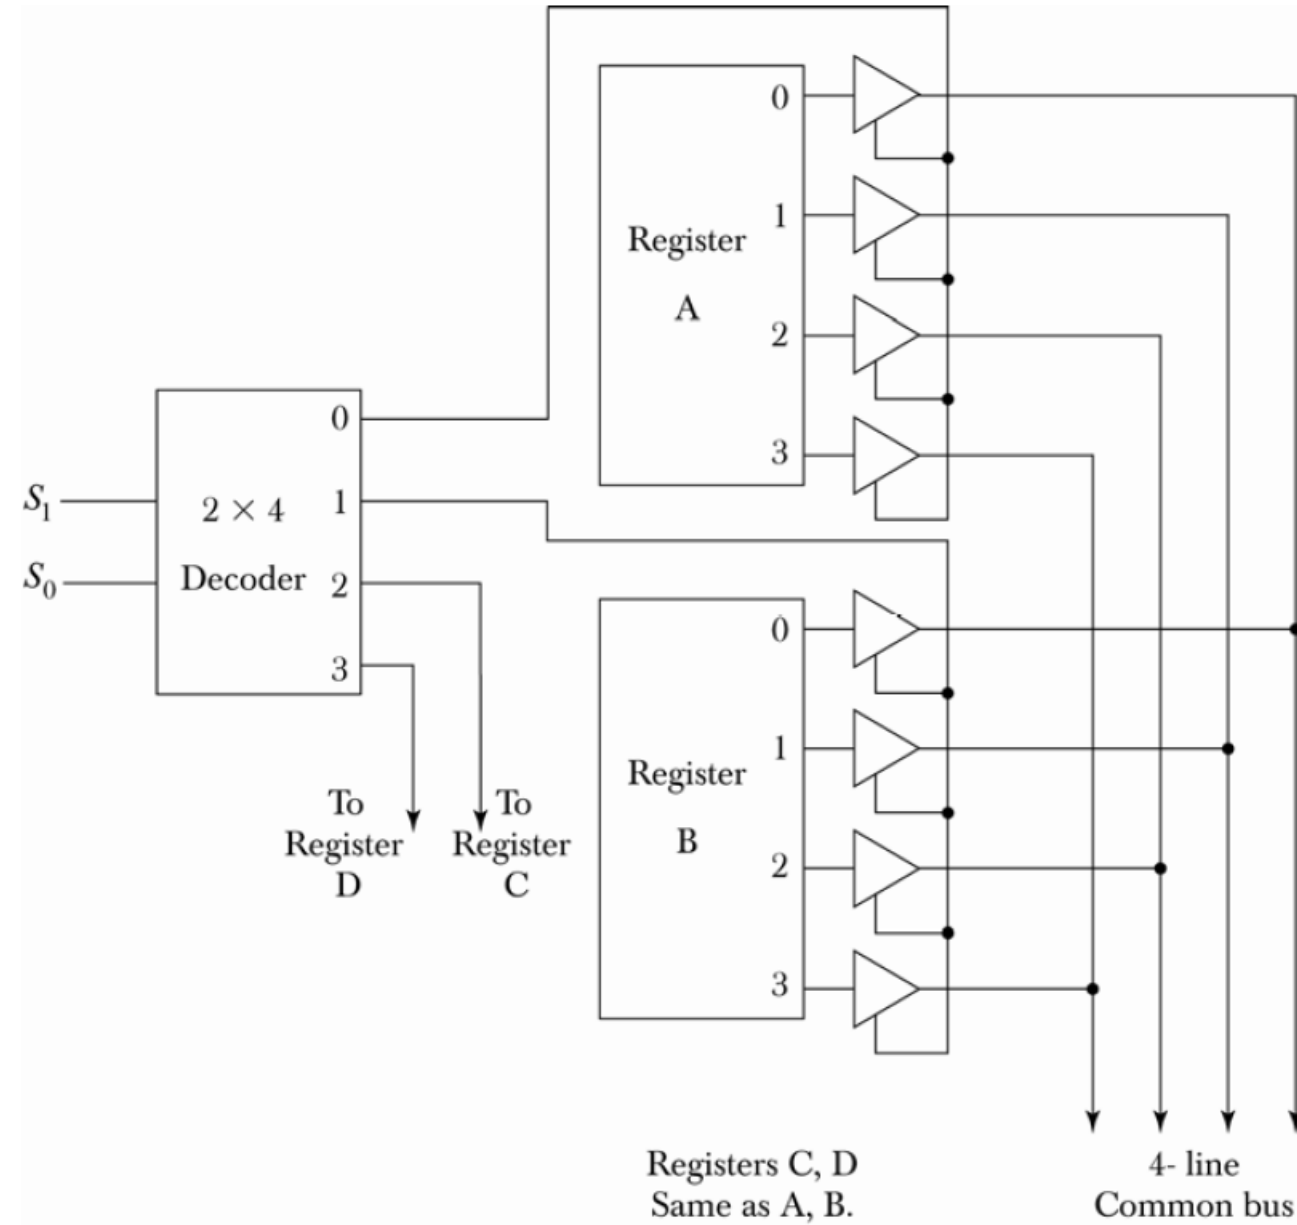 0
1
Register
A
2
3
0
S₁
2 × 4
1
S₀
Decoder
2
3
0
1
Register
B
2
3
To
Register
D
To
Register
C
Registers C, D
Same as A, B.
4- line
Common bus